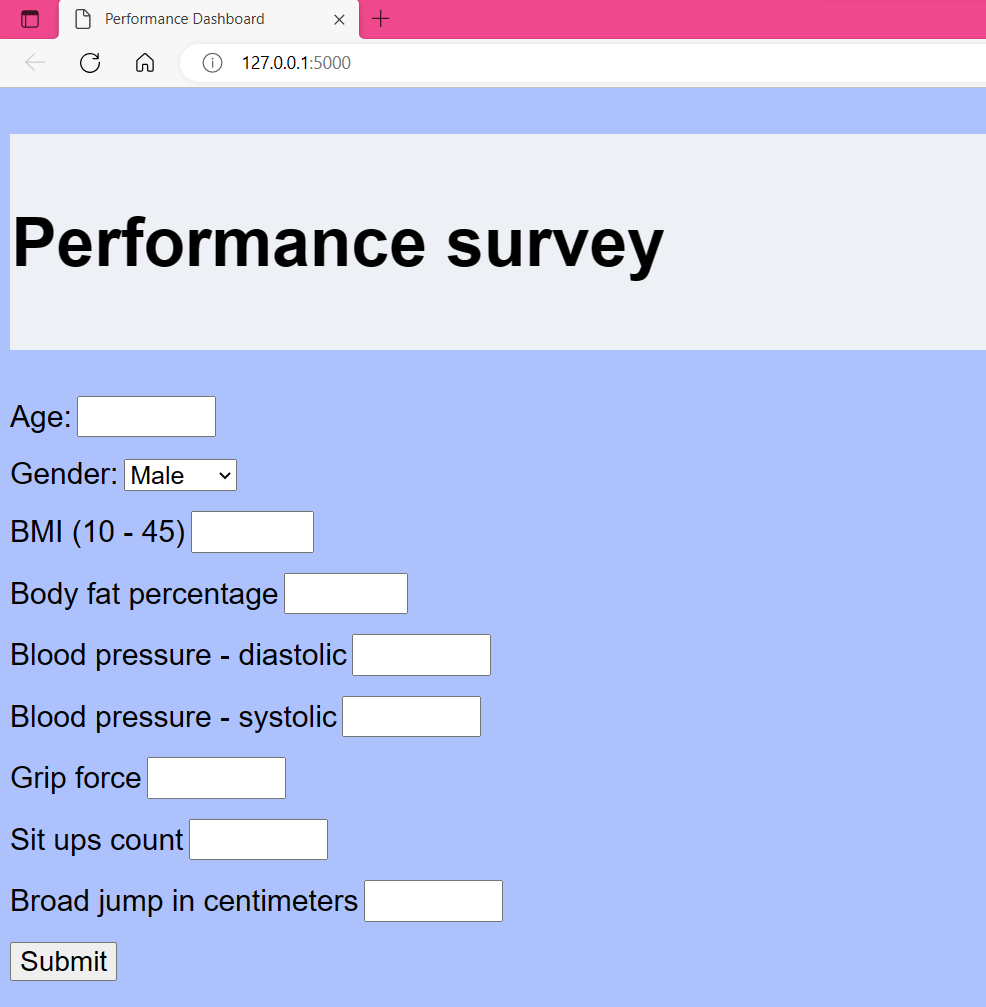 Performance Dashboard
127.0.0.1:5000
Performance survey
Age:
Gender: Male
BMI (10 - 45)
Body fat percentage
Blood pressure - diastolic
Blood pressure - systolic
Grip force
Sit ups count
Broad jump in centimeters
Submit